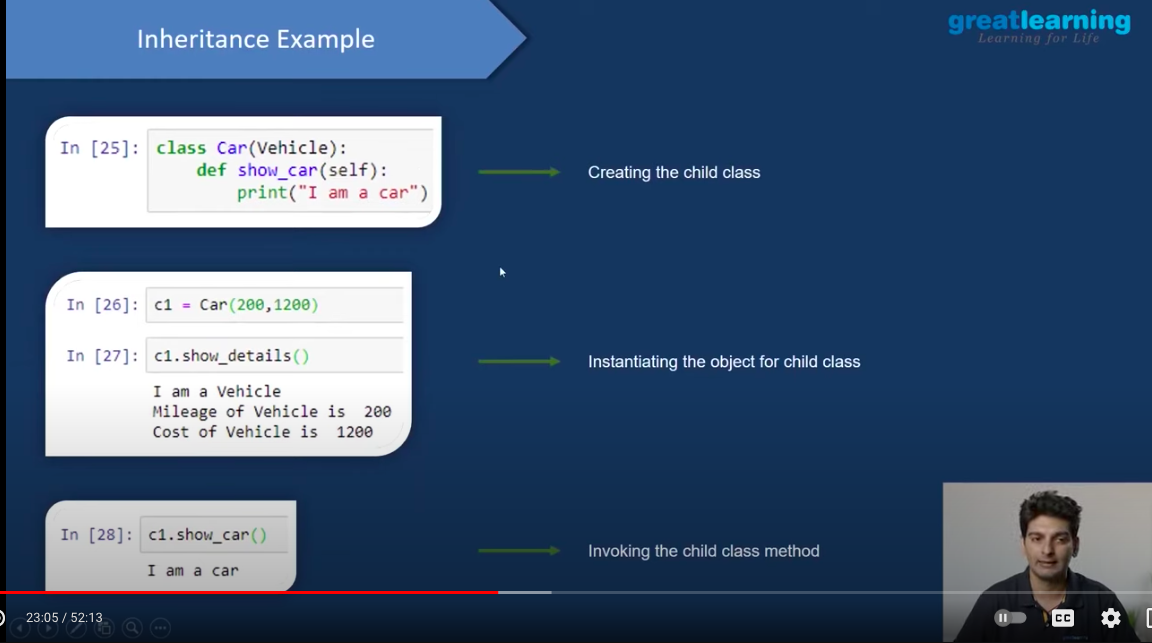 Inheritance Example
greatlearning
Learning for Life
In [25]: class Car(Vehicle):
def show_car(self):
print("I am a car")
Creating the child class
In [26]: c1 = Car(200,1200)
In [27]: c1.show_details()
I am a Vehicle
Mileage of Vehicle is  200
Cost of Vehicle is  1200
Instantiating the object for child class
In [28]: c1.show_car()
I am a car
Invoking the child class method
23:05 / 52:13
CC